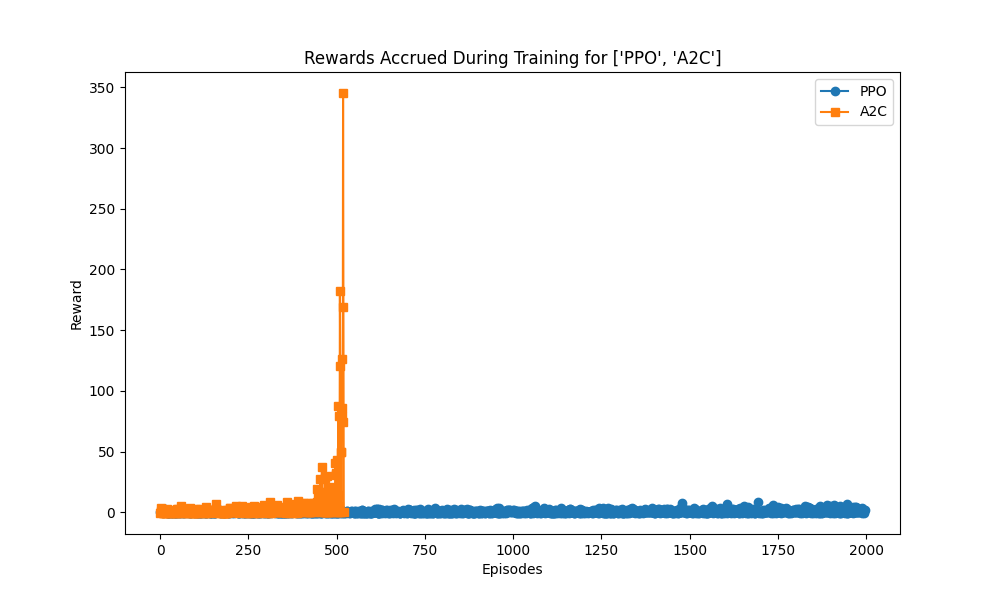 Rewards Accrued During Training for ['PPO', 'A2C']
PPO
A2C
350
300
250
200
150
100
50
0
Reward
0 250 500 750 1000 1250 1500 1750 2000
Episodes